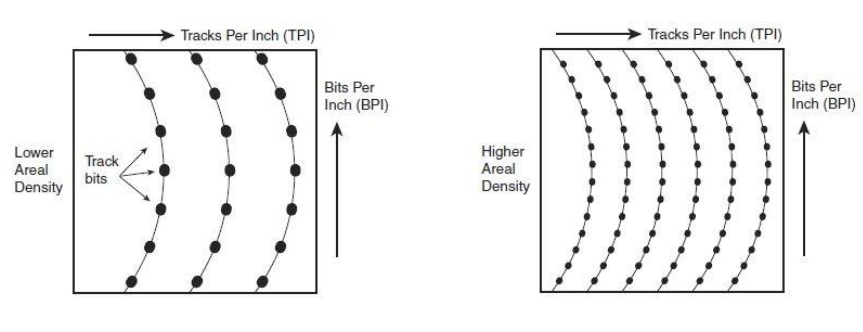 Tracks Per Inch (TPI)
Bits Per
Inch (BPI)
Lower
Areal
Density
Track
bits
Tracks Per Inch (TPI)
Bits Per
Inch (BPI)
Higher
Areal
Density